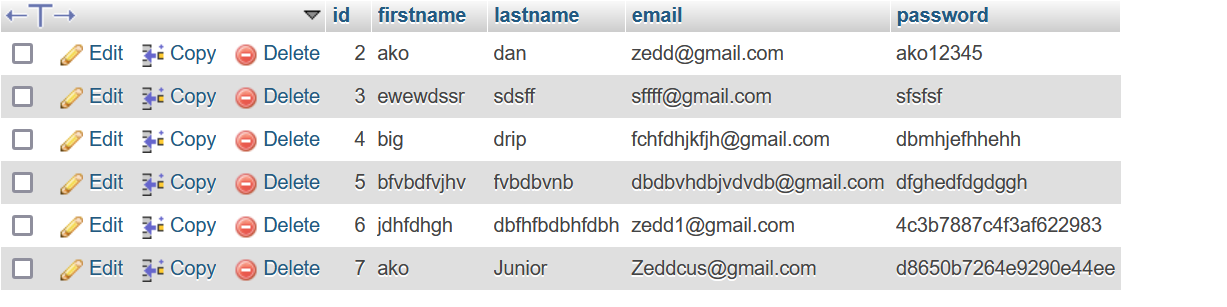 id firstname lastname email password
Edit Copy Delete 2 ako dan zedd@gmail.com ako12345
Edit Copy Delete 3 ewewdssr sdsff sffff@gmail.com sfsfsf
Edit Copy Delete 4 big drip fchfdhjkfjh@gmail.com dbmhjefhhehh
Edit Copy Delete 5 bfvbdfvjhv fvbdbvnb dbdbvhdbjvdvdb@gmail.com dfghedfdgdggh
Edit Copy Delete 6 jdhfdhgh dbfhfbdbhfdbh zedd1@gmail.com 4c3b7887c4f3af622983
Edit Copy Delete 7 ako Junior Zeddcus@gmail.com d8650b7264e9290e44ee